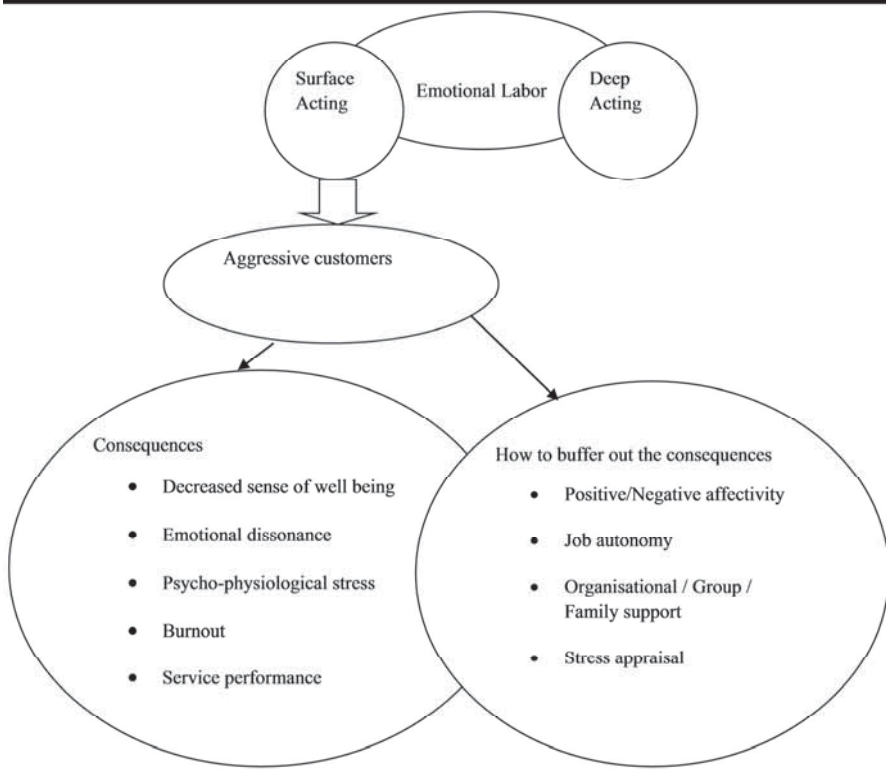 Surface
Acting
Emotional Labor
Deep
Acting
Aggressive customers
Consequences
● Decreased sense of well being
● Emotional dissonance
● Psycho-physiological stress
● Burnout
● Service performance
How to buffer out the consequences
● Positive/Negative affectivity
● Job autonomy
● Organisational / Group /
Family support
● Stress appraisal